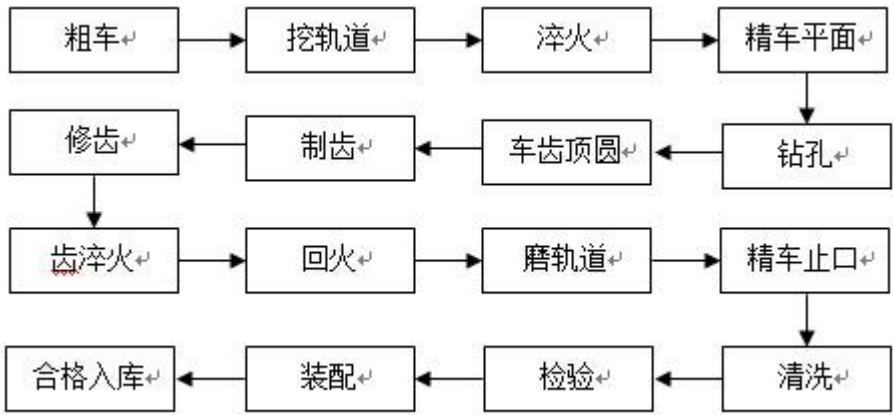 粗车
挖轨道
淬火
精车平面
钻孔
车齿顶圆
制齿
修齿
齿淬火
回火
磨轨道
精车止口
清洗
检验
装配
合格入库